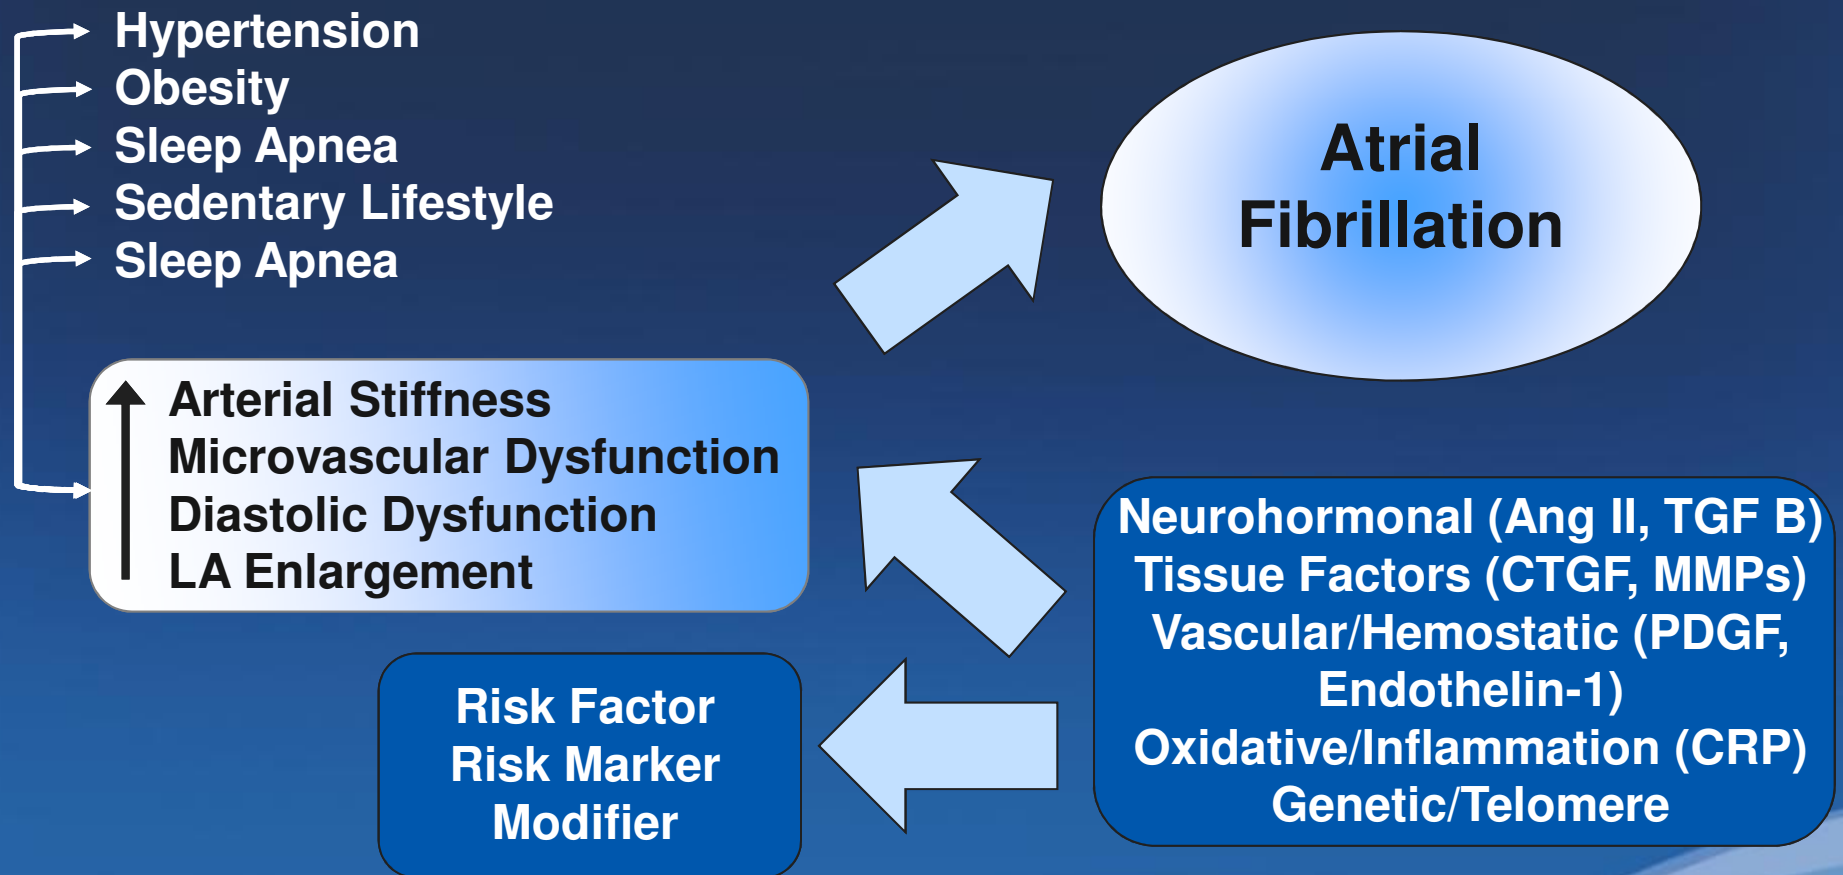 Hypertension
Obesity
Sleep Apnea
Sedentary Lifestyle
Sleep Apnea
Atrial
Fibrillation
Arterial Stiffness
Microvascular Dysfunction
Diastolic Dysfunction
LA Enlargement
Neurohormonal (Ang II, TGF B)
Tissue Factors (CTGF, MMPs)
Vascular/Hemostatic (PDGF,
Endothelin-1)
Oxidative/Inflammation (CRP)
Genetic/Telomere
Risk Factor
Risk Marker
Modifier